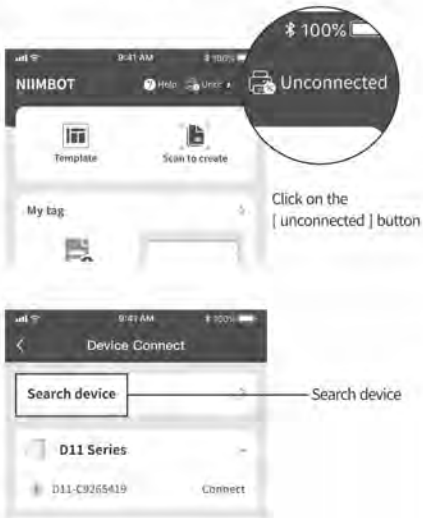 * 100%
9:41 AM * 100%
NIIMBOT ? Help Unconnected
Template Scan to create
Click on the
[ unconnected ] button
My tag
9:41 AM * 100%
Device Connect
Search device Search device
D11 Series
D11-C9265419 Connect